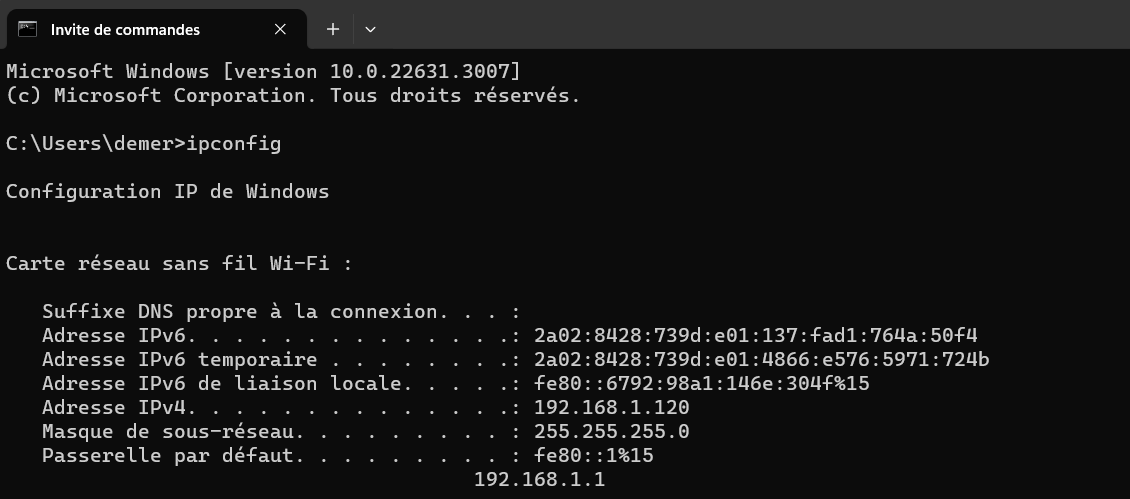 Invite de commandes
Microsoft Windows [version 10.0.22631.3007]
(c) Microsoft Corporation. Tous droits réservés.
C:\Users\demer>ipconfig
Configuration IP de Windows
Carte réseau sans fil Wi-Fi :
Suffixe DNS propre à la connexion. . . :
Adresse IPv6. . . . . . . . . . . . . .: 2a02:8428:739d:e01:137:fad1:764a:50f4
Adresse IPv6 temporaire . . . . . . . .: 2a02:8428:739d:e01:4866:e576:5971:724b
Adresse IPv6 de liaison locale. . . . .: fe80::6792:98a1:146e:304f%15
Adresse IPv4. . . . . . . . . . . . . .: 192.168.1.120
Masque de sous-réseau. . . . . . . . . : 255.255.255.0
Passerelle par défaut. . . . . . . . . : fe80::1%15
192.168.1.1